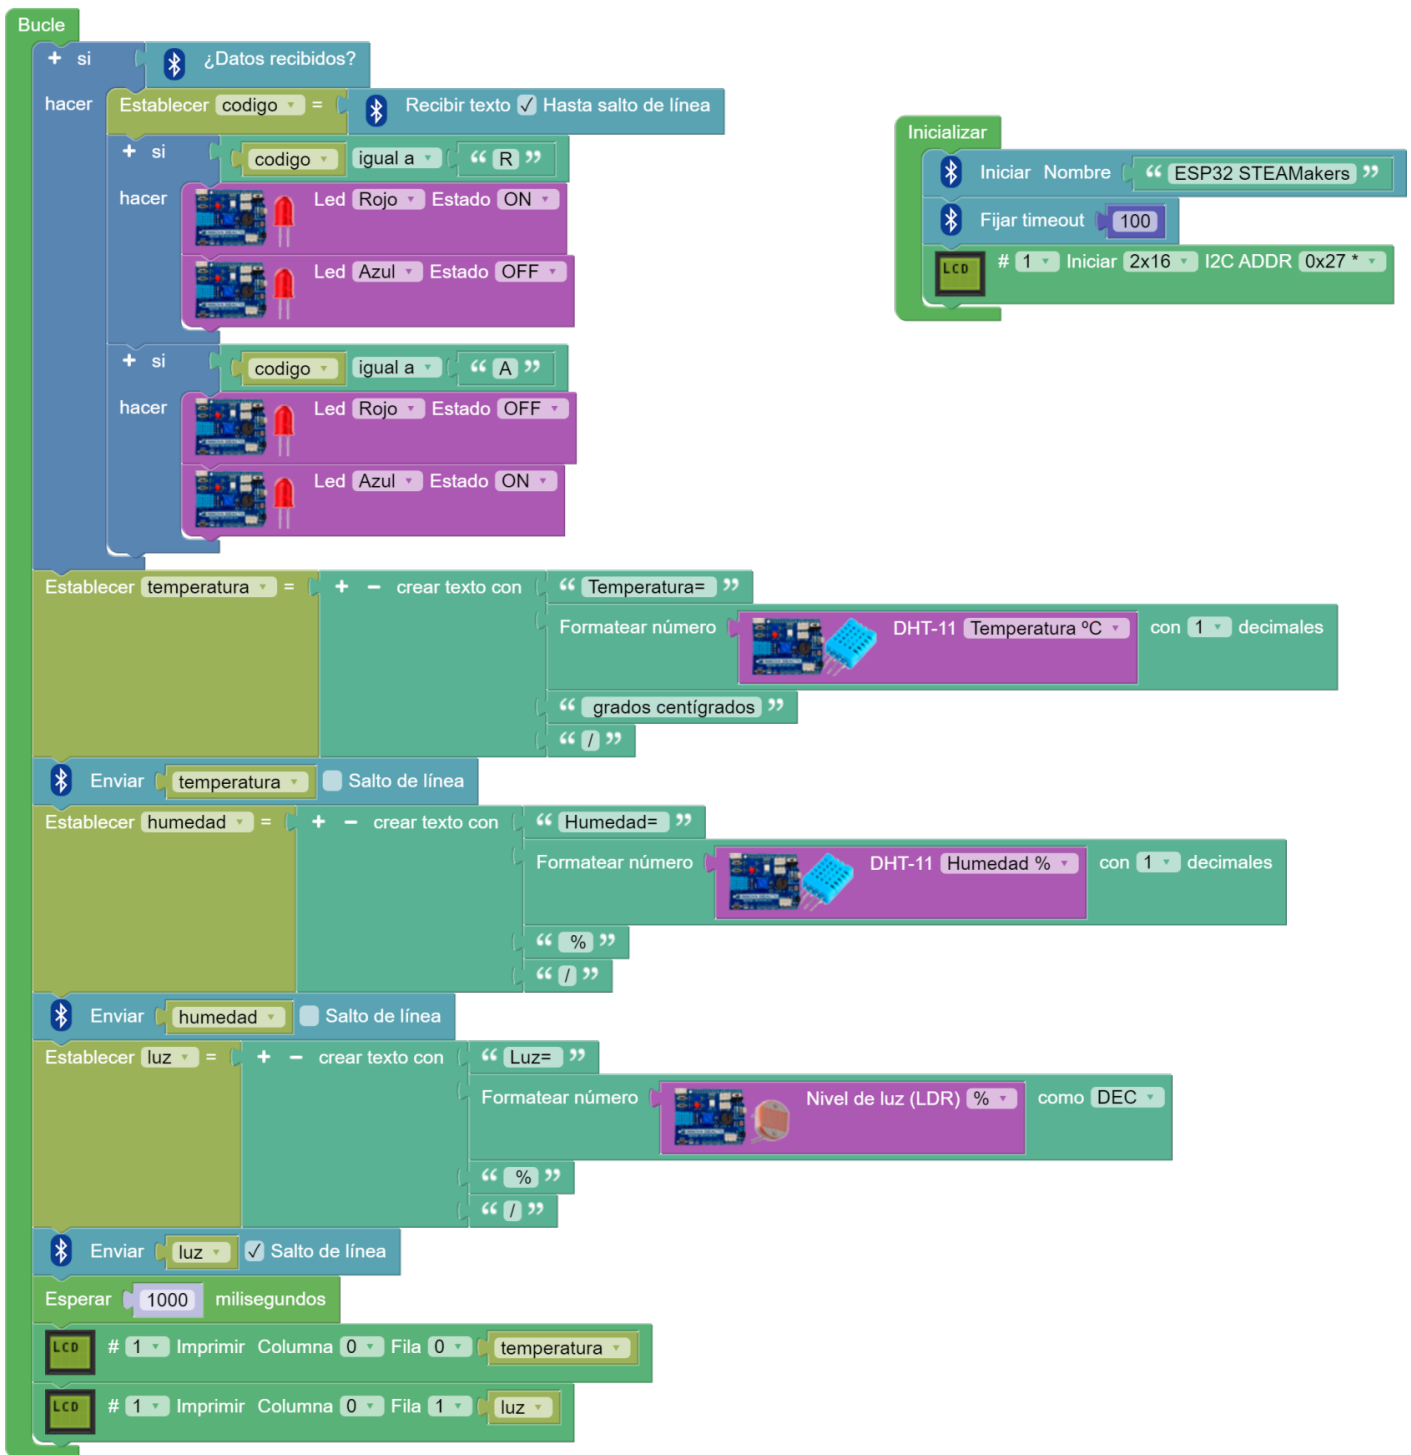 Bucle
+ si ¿Datos recibidos?
hacer Establecer codigo = Recibir texto ✓ Hasta salto de línea
+ si codigo igual a “ R ”
hacer Led Rojo Estado ON
Led Azul Estado OFF
+ si codigo igual a “ A ”
hacer Led Rojo Estado OFF
Led Azul Estado ON
Establecer temperatura = + − crear texto con “ Temperatura= ”
Formatear número DHT-11 Temperatura ºC con 1 decimales
“ grados centígrados ”
“ / ”
Enviar temperatura Salto de línea
Establecer humedad = + − crear texto con “ Humedad= ”
Formatear número DHT-11 Humedad % con 1 decimales
“ % ”
“ / ”
Enviar humedad Salto de línea
Establecer luz = + − crear texto con “ Luz= ”
Formatear número Nivel de luz (LDR) % como DEC
“ % ”
“ / ”
Enviar luz ✓ Salto de línea
Esperar 1000 milisegundos
LCD # 1 Imprimir Columna 0 Fila 0 temperatura
LCD # 1 Imprimir Columna 0 Fila 1 luz
Inicializar
Iniciar Nombre “ ESP32 STEAMakers ”
Fijar timeout 100
LCD # 1 Iniciar 2x16 I2C ADDR 0x27 *